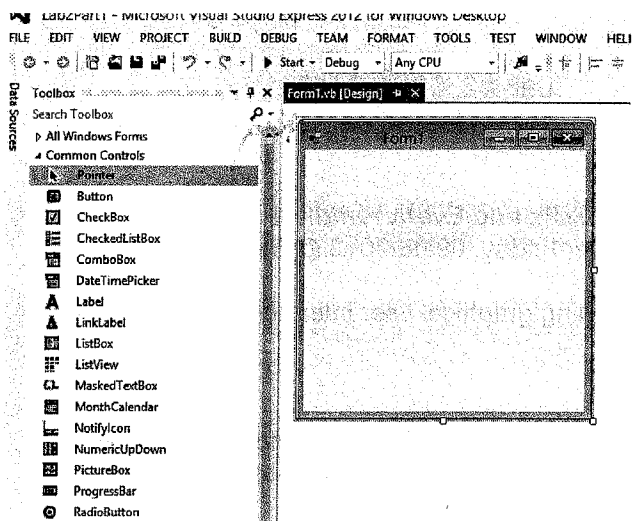 Lab2Part1 - Microsoft Visual Studio Express 2012 for Windows Desktop
FILE EDIT VIEW PROJECT BUILD DEBUG TEAM FORMAT TOOLS TEST WINDOW HELP
Start Debug Any CPU
Data Sources
Toolbox
Form1.vb [Design]
Search Toolbox
All Windows Forms
Common Controls
Pointer
Button
CheckBox
CheckedListBox
ComboBox
DateTimePicker
Label
LinkLabel
ListBox
ListView
MaskedTextBox
MonthCalendar
NotifyIcon
NumericUpDown
PictureBox
ProgressBar
RadioButton
Form1